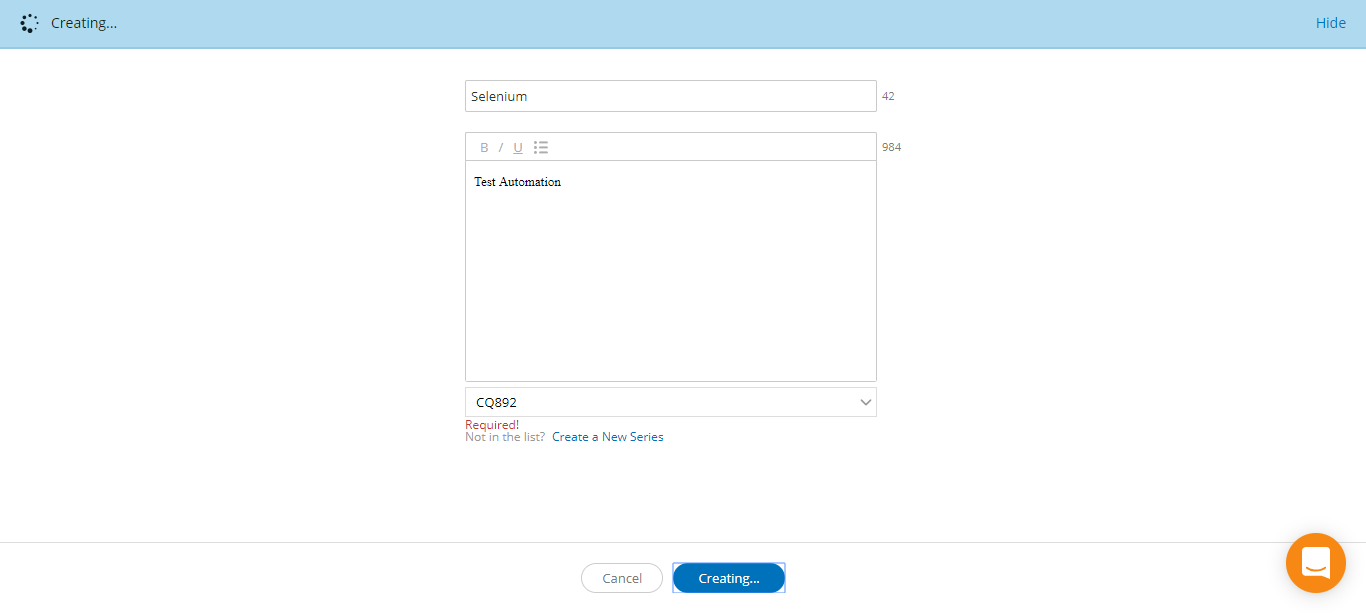 Creating... Hide
Selenium 42
B I U 984
Test Automation
CQ892
Required!
Not in the list? Create a New Series
Cancel Creating...